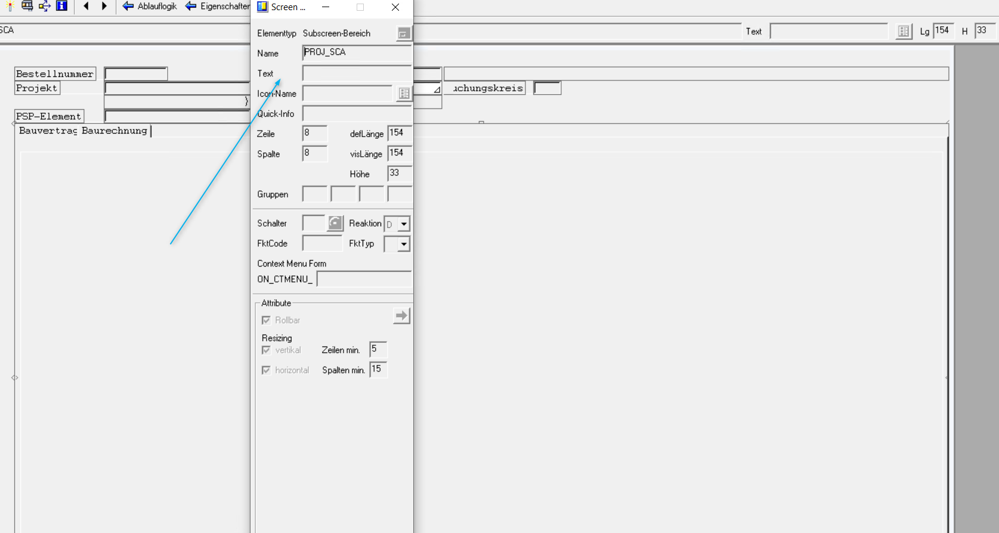 Ablauflogik Eigenschaften Screen ...
SCA Text Lg 154 H 33
Elementtyp Subscreen-Bereich
Name PROJ_SCA
Text
Icon-Name
Quick-Info
Zeile 8 defLänge 154
Spalte 8 visLänge 154
Höhe 33
Gruppen
Schalter Reaktion D
FktCode FktTyp
Context Menu Form
ON_CTMENU_
Attribute
Rollbar
Resizing
vertikal Zeilen min. 5
horizontal Spalten min. 15
Bestellnummer
Projekt uchungskreis
)
PSP-Element
Bauvertrag Baurechnung